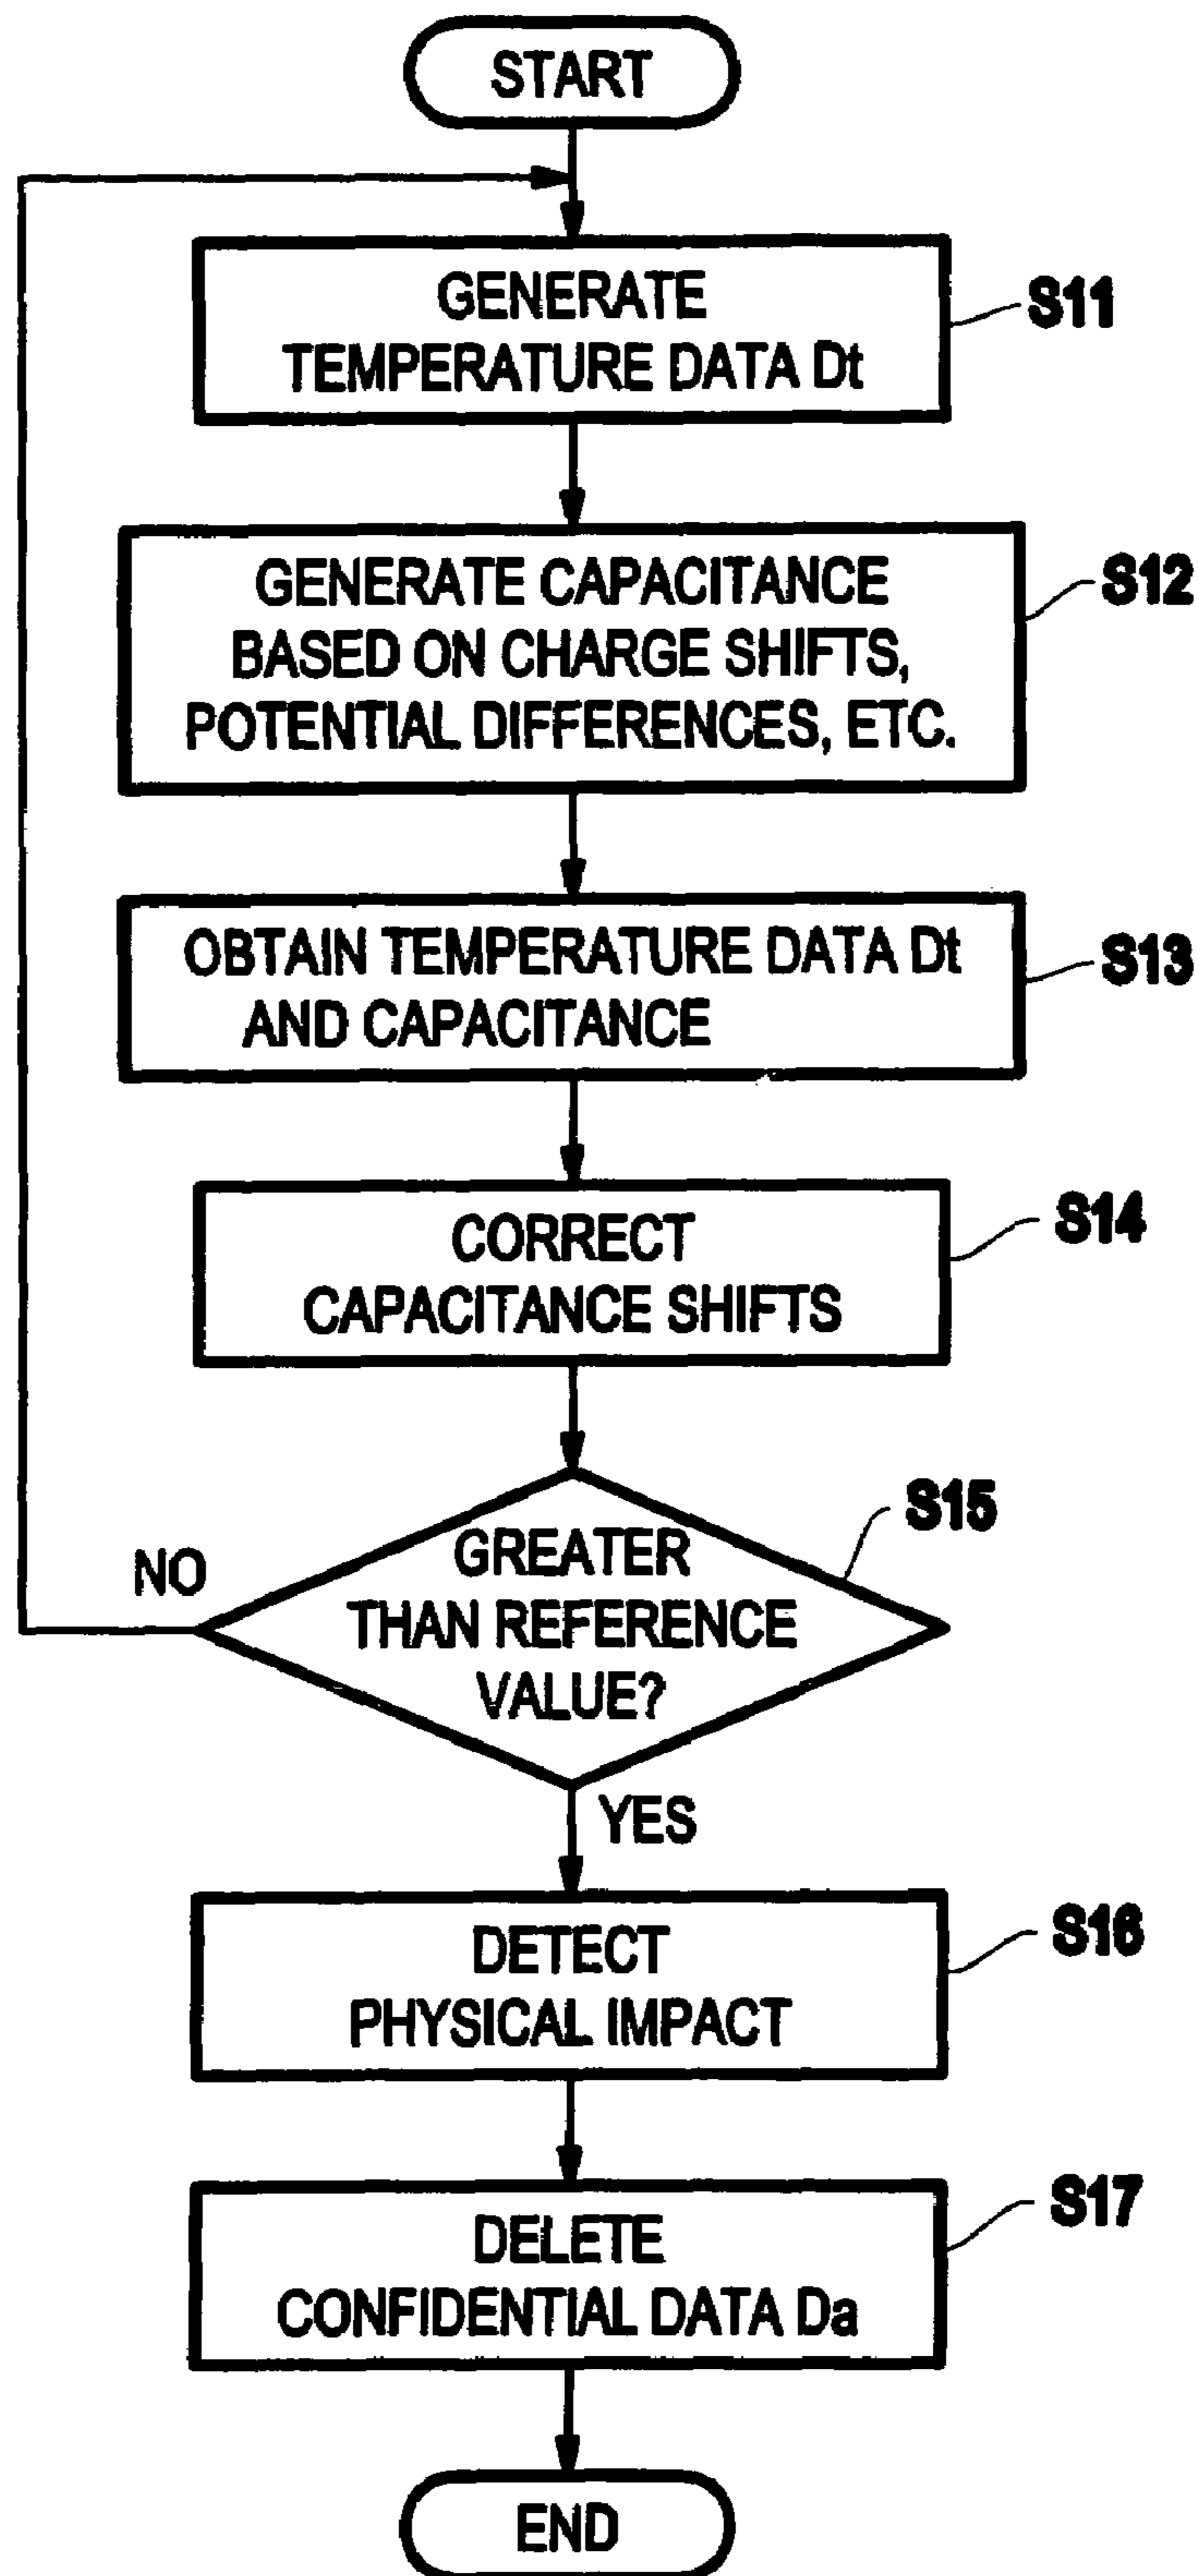 START
GENERATE
TEMPERATURE DATA Dt
S11
GENERATE CAPACITANCE
BASED ON CHARGE SHIFTS,
POTENTIAL DIFFERENCES, ETC.
S12
OBTAIN TEMPERATURE DATA Dt
AND CAPACITANCE
S13
CORRECT
CAPACITANCE SHIFTS
S14
GREATER
THAN REFERENCE
VALUE?
S15
NO
YES
DETECT
PHYSICAL IMPACT
S16
DELETE
CONFIDENTIAL DATA Da
S17
END